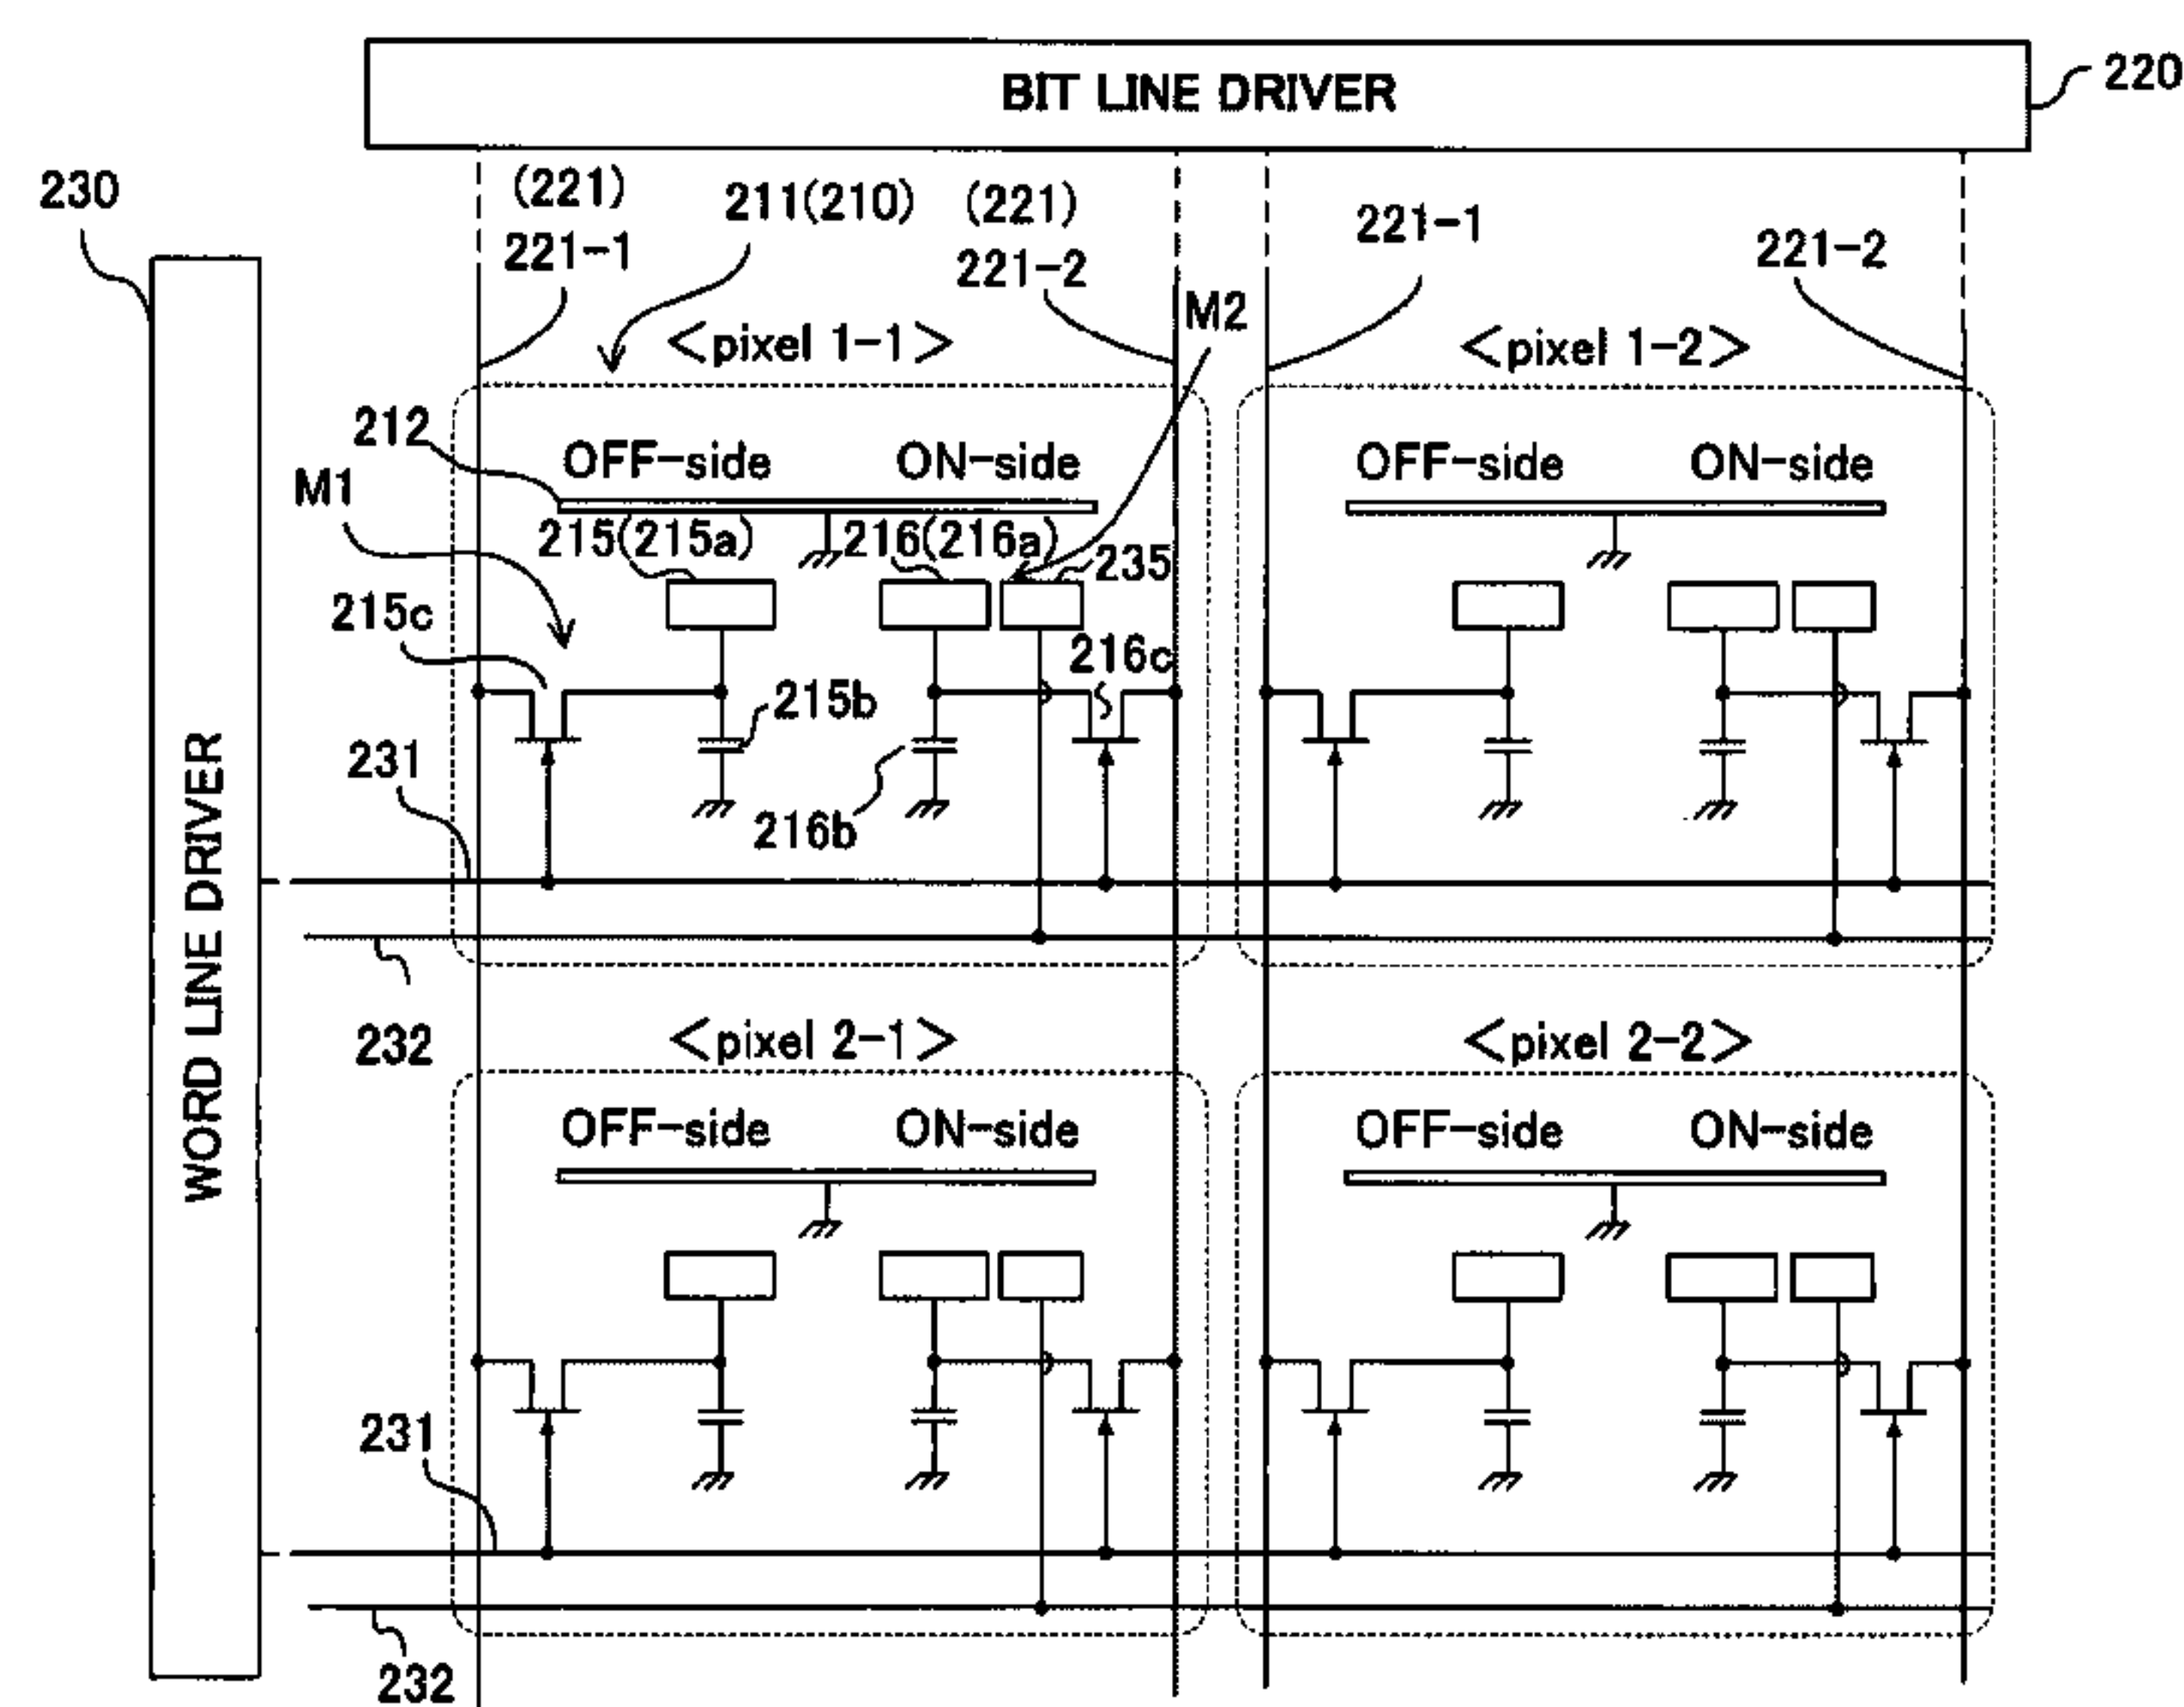 BIT LINE DRIVER
220
230
(221)
221-1
211(210)
(221)
221-2
221-1
221-2
M2
<pixel 1-1>
<pixel 1-2>
212
OFF-side
ON-side
OFF-side
ON-side
M1
215(215a)
216(216a)
235
215c
216c
215b
231
216b
WORD LINE DRIVER
232
<pixel 2-1>
<pixel 2-2>
OFF-side
ON-side
OFF-side
ON-side
231
232